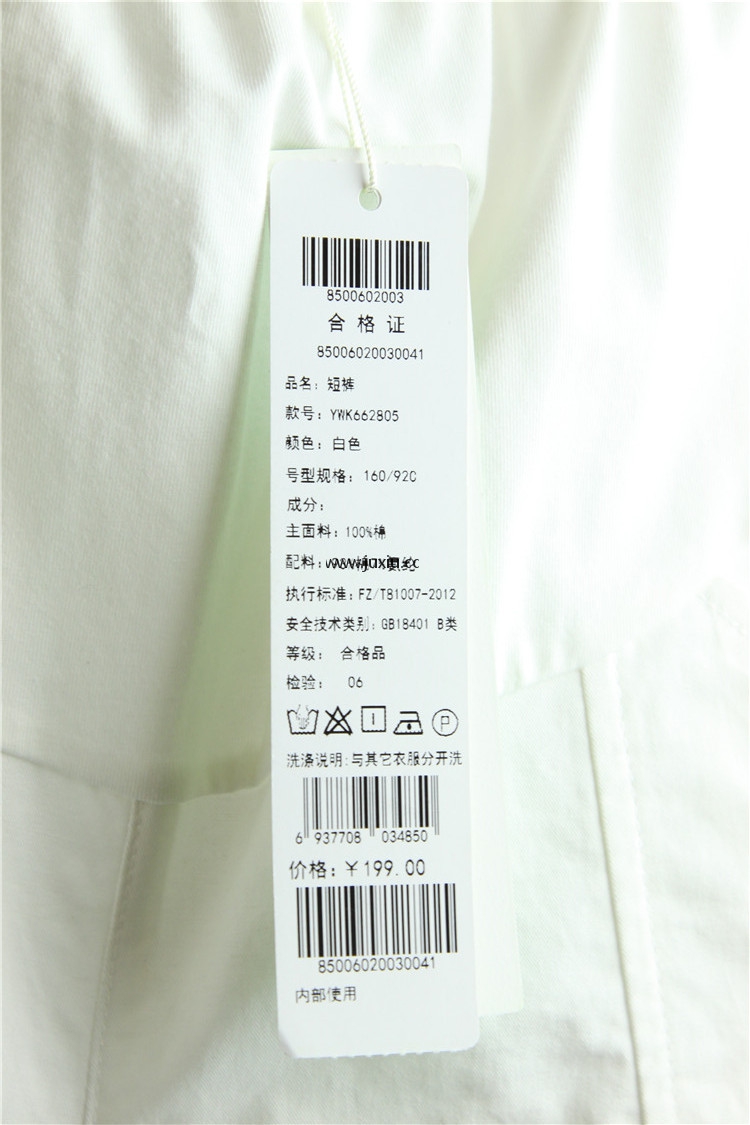 8500602003
合格证
85006020030041
品名：短裤
款号：YWK662805
颜色：白色
号型规格：160/92C
成分：
主面料：100%棉
配料：
执行标准：FZ/T81007-2012
安全技术类别：GB18401 B类
等级： 合格品
检验： 06
P
洗涤说明:与其它衣服分开洗
6 937708 034850
价格：￥199.00
85006020030041
内部使用